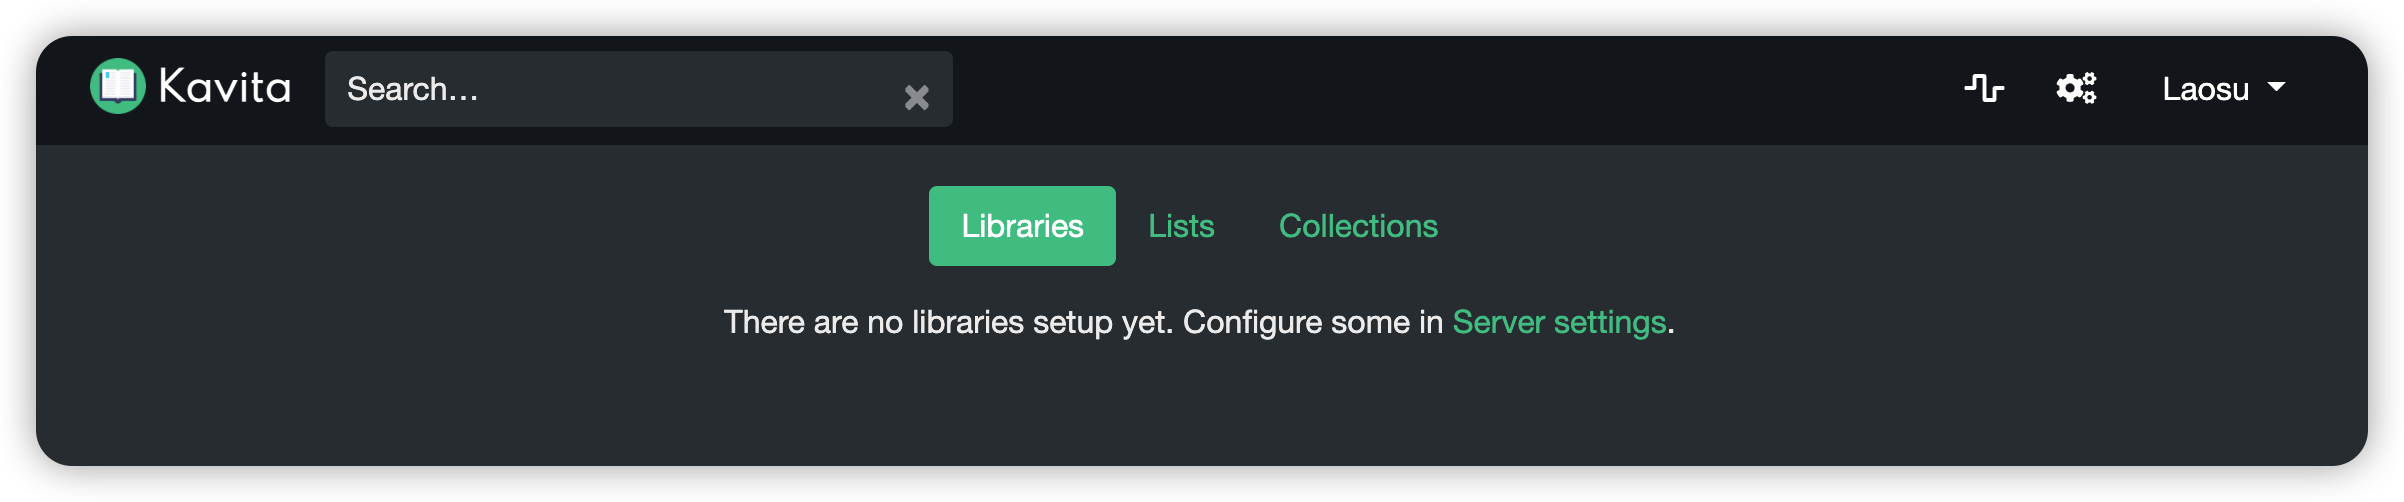 Kavita Search... Laosu
Libraries Lists Collections
There are no libraries setup yet. Configure some in Server settings.